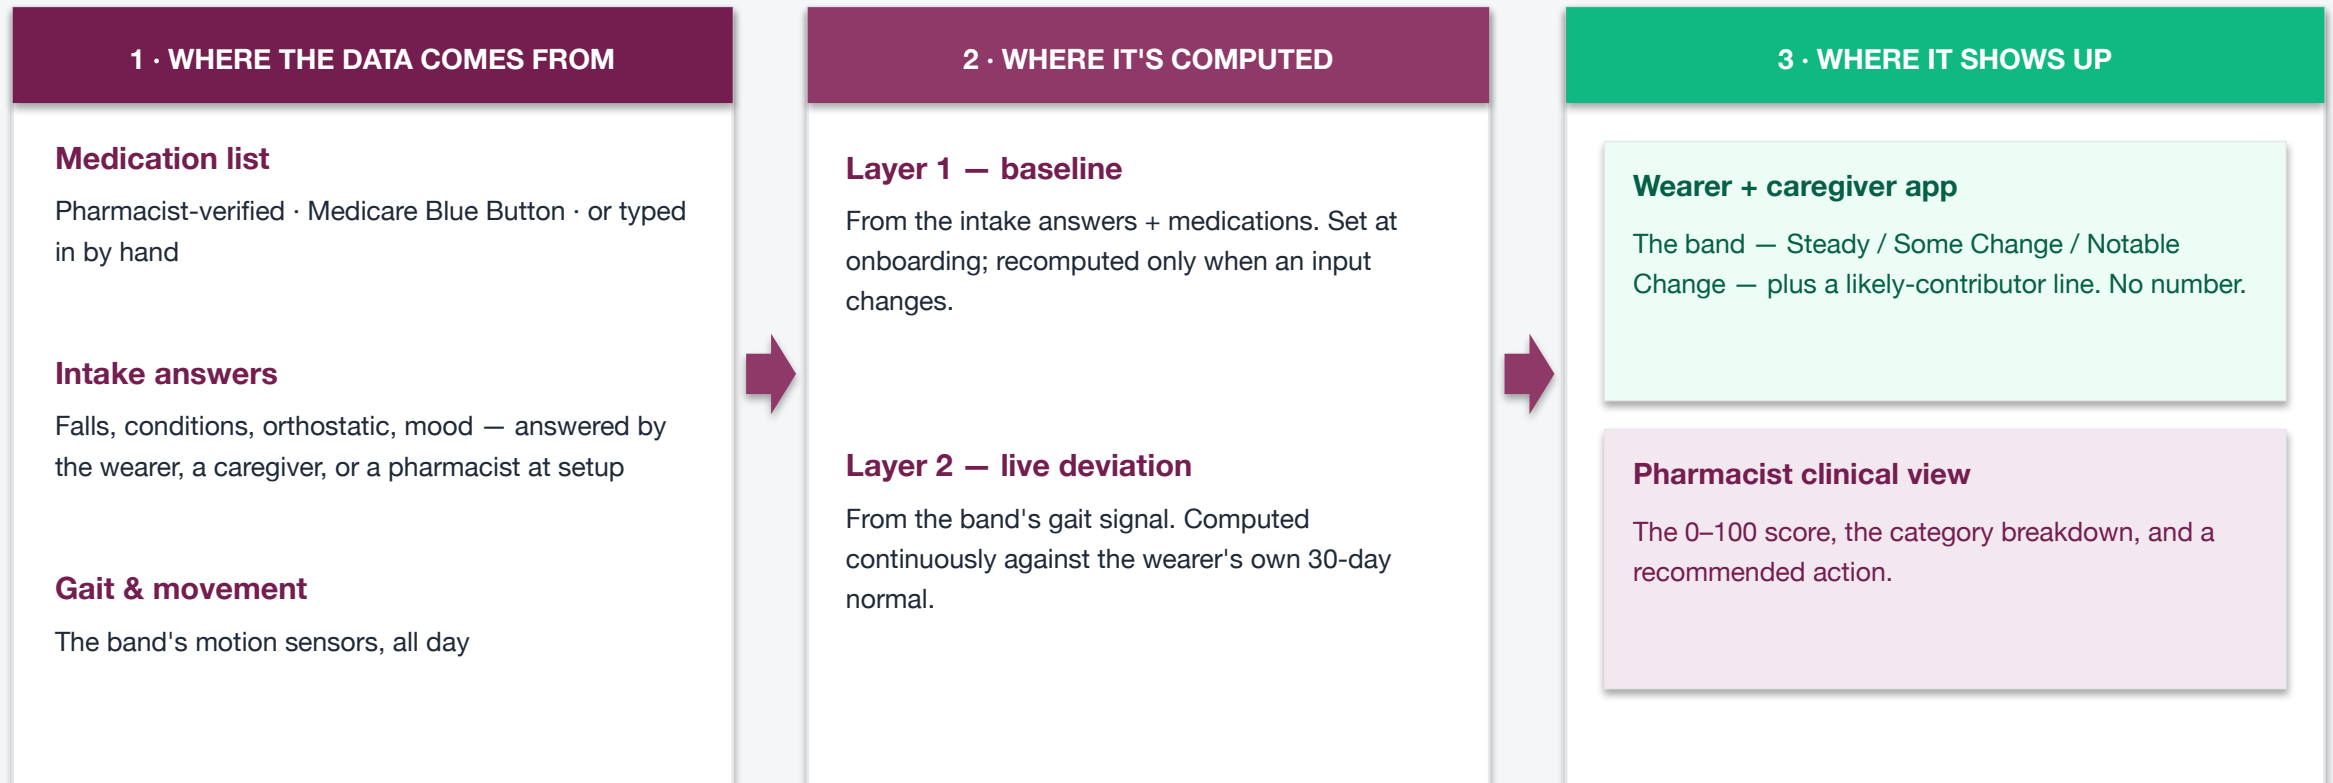 1 · WHERE THE DATA COMES FROM
Medication list
Pharmacist-verified · Medicare Blue Button · or typed
in by hand
Intake answers
Falls, conditions, orthostatic, mood — answered by
the wearer, a caregiver, or a pharmacist at setup
Gait & movement
The band's motion sensors, all day
2 · WHERE IT'S COMPUTED
Layer 1 — baseline
From the intake answers + medications. Set at
onboarding; recomputed only when an input
changes.
Layer 2 — live deviation
From the band's gait signal. Computed
continuously against the wearer's own 30-day
normal.
3 · WHERE IT SHOWS UP
Wearer + caregiver app
The band — Steady / Some Change / Notable
Change — plus a likely-contributor line. No number.
Pharmacist clinical view
The 0–100 score, the category breakdown, and a
recommended action.